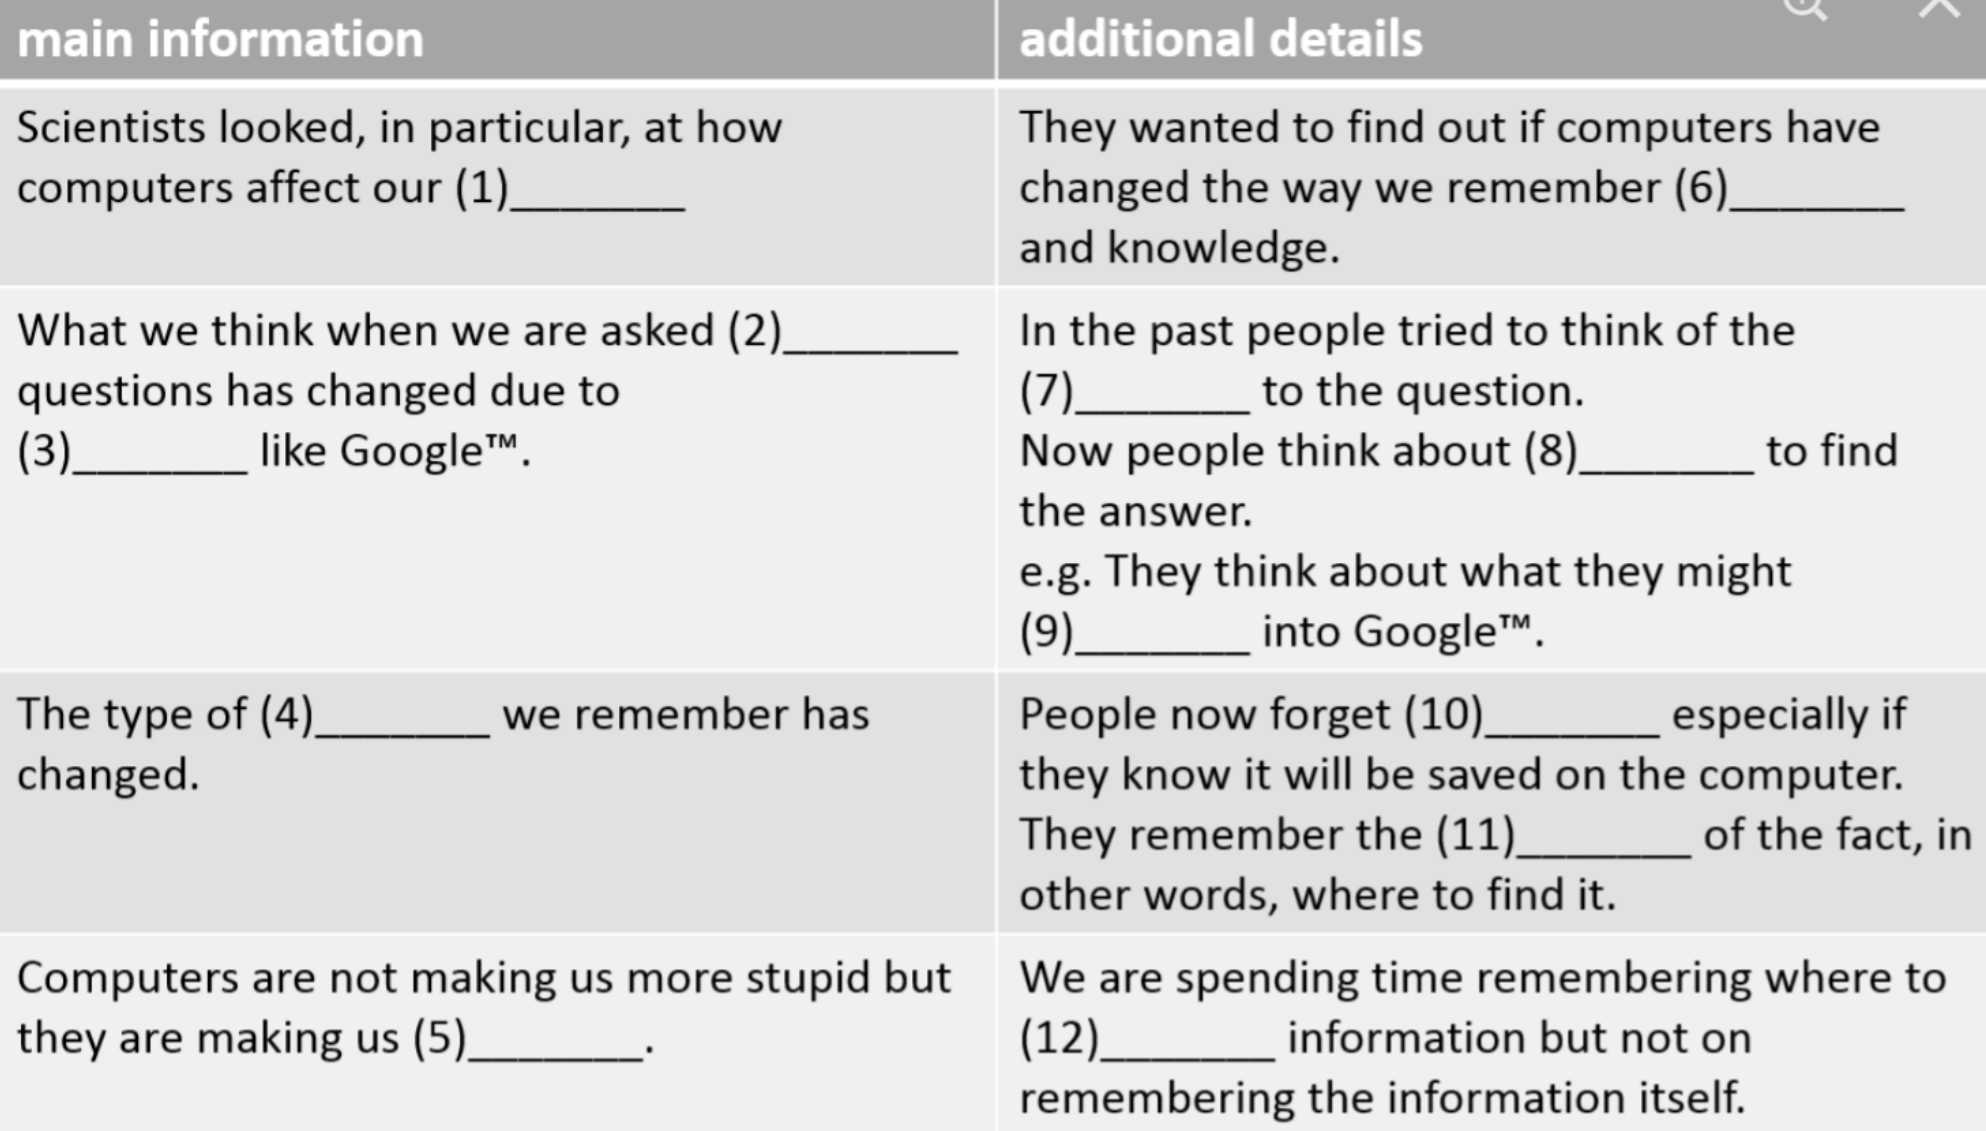 main information
additional details
Scientists looked, in particular, at how
computers affect our (1)_______
They wanted to find out if computers have
changed the way we remember (6)_______
and knowledge.
What we think when we are asked (2)_______
questions has changed due to
(3)_______ like Google™.
In the past people tried to think of the
(7)_______ to the question.
Now people think about (8)_______ to find
the answer.
e.g. They think about what they might
(9)_______ into Google™.
The type of (4)_______ we remember has
changed.
People now forget (10)_______ especially if
they know it will be saved on the computer.
They remember the (11)_______ of the fact, in
other words, where to find it.
Computers are not making us more stupid but
they are making us (5)_______.
We are spending time remembering where to
(12)_______ information but not on
remembering the information itself.